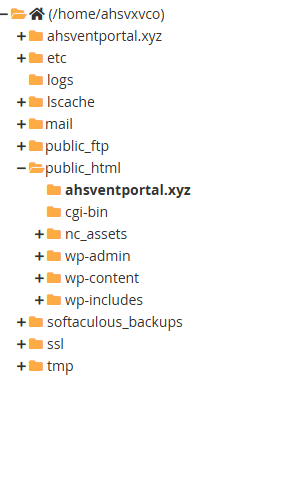 (/home/ahsvxvco)
ahsventportal.xyz
etc
logs
lscache
mail
public_ftp
public_html
ahsventportal.xyz
cgi-bin
nc_assets
wp-admin
wp-content
wp-includes
softaculous_backups
ssl
tmp